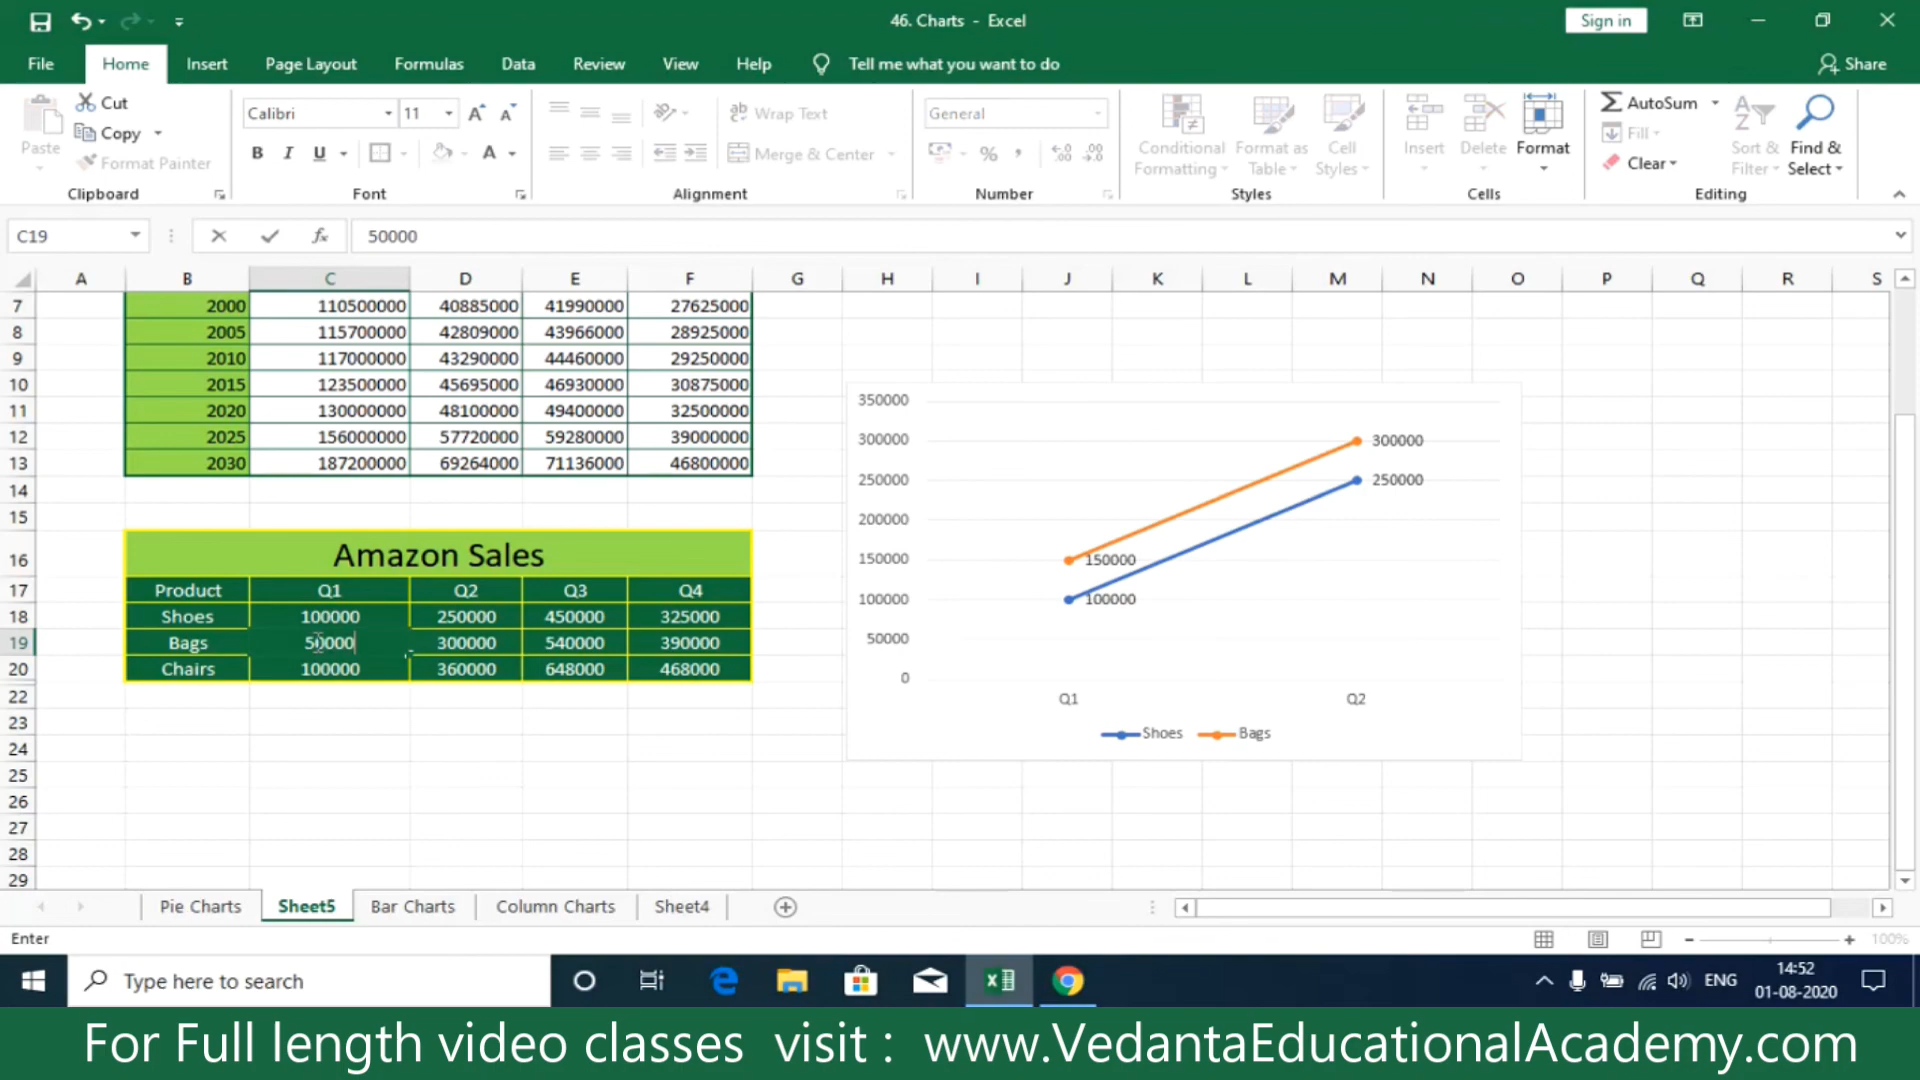 46. Charts - Excel
Sign in
File Home Insert Page Layout Formulas Data Review View Help Tell me what you want to do Share
Paste Cut Copy Format Painter
Calibri 11 A A
B I U A
ab Wrap Text
Merge & Center
General
% , .0 .00 .00 .0
Conditional Formatting Format as Table Cell Styles
Insert Delete Format
AutoSum Fill Clear
Sort & Filter Find & Select
Clipboard Font Alignment Number Styles Cells Editing
C19 fx 50000
A B C D E F G H I J K L M N O P Q R S
7 2000 110500000 40885000 41990000 27625000
8 2005 115700000 42809000 43966000 28925000
9 2010 117000000 43290000 44460000 29250000
10 2015 123500000 45695000 46930000 30875000
11 2020 130000000 48100000 49400000 32500000
12 2025 156000000 57720000 59280000 39000000
13 2030 187200000 69264000 71136000 46800000
14
15
16 Amazon Sales
17 Product Q1 Q2 Q3 Q4
18 Shoes 100000 250000 450000 325000
19 Bags 50000 300000 540000 390000
20 Chairs 100000 360000 648000 468000
22
23
24
25
26
27
28
29
350000
300000
250000
200000
150000
100000
50000
0
300000
250000
150000
100000
Q1 Q2
Shoes Bags
Pie Charts Sheet5 Bar Charts Column Charts Sheet4
Enter
100%
Type here to search
ENG
14:52
01-08-2020
For Full length video classes visit : www.VedantaEducationalAcademy.com